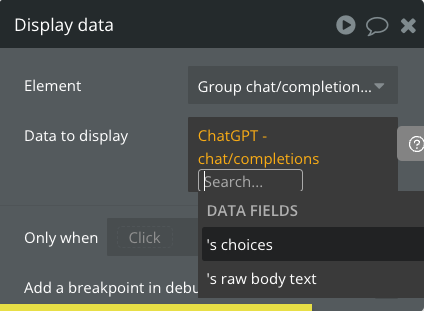 Display data
Element
Group chat/completion...
Data to display
ChatGPT -
chat/completions
Search...
DATA FIELDS
's choices
's raw body text
Only when
Click
Add a breakpoint in debu